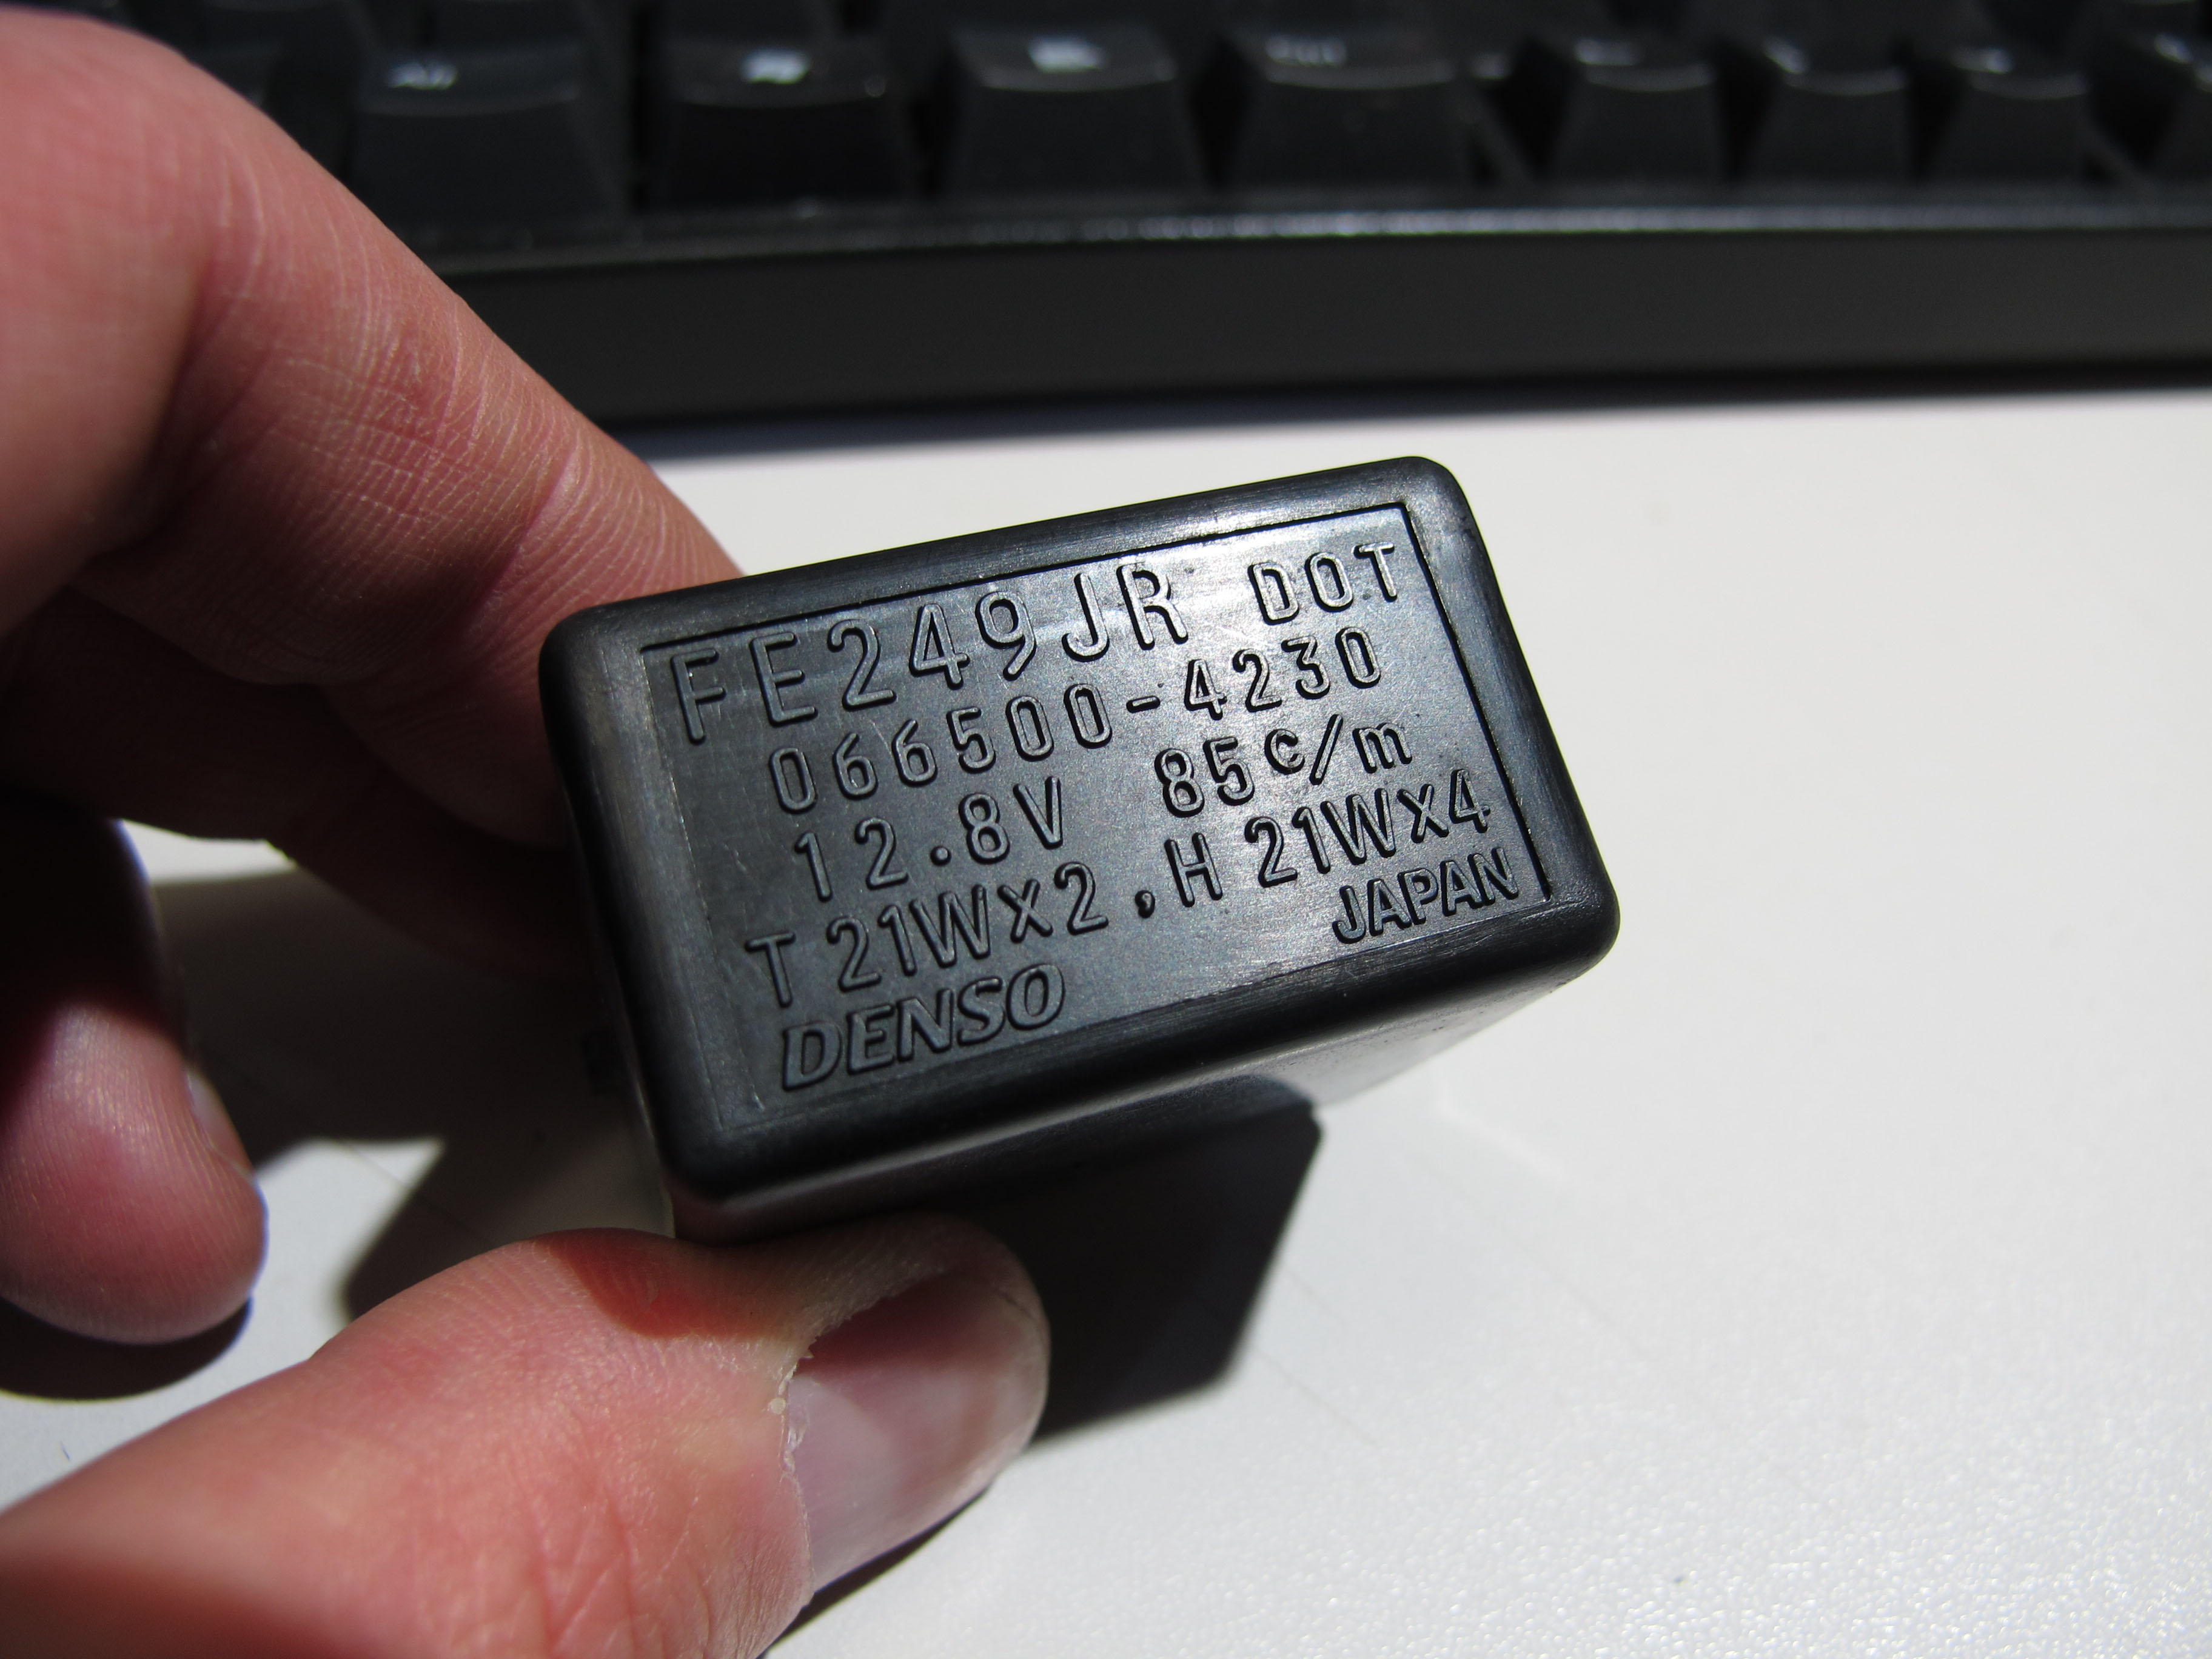 FE249JR DOT
066500-4230
12.8V 85c/m
T 21Wx2, H 21Wx4
JAPAN
DENSO